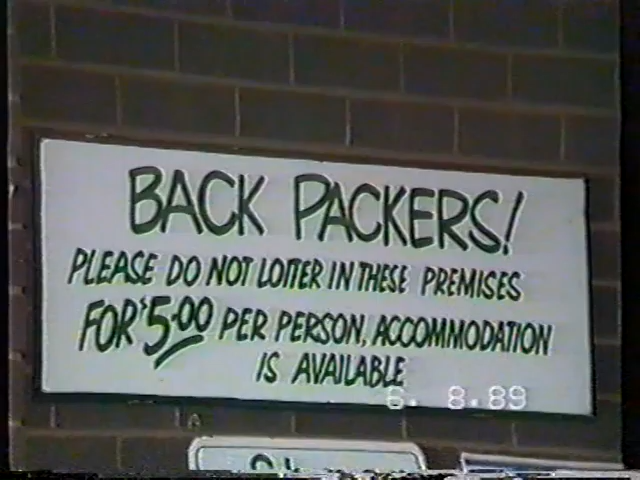 BACK PACKERS!
PLEASE DO NOT LOITER IN THESE PREMISES
FOR $5.00 PER PERSON, ACCOMMODATION
IS AVAILABLE
6. 8.89